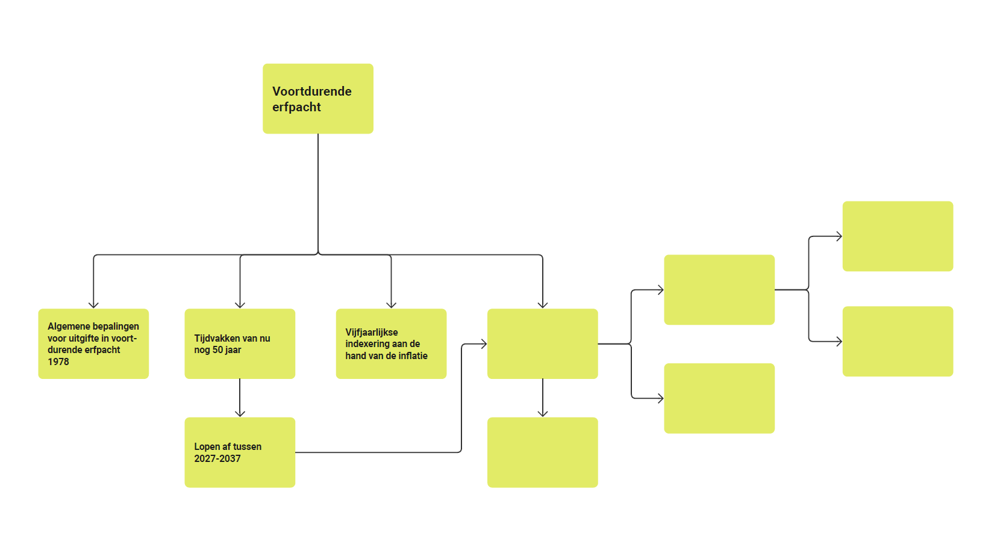 Voortdurende
erfpacht
Algemene bepalingen
voor uitgifte in voort-
durende erfpacht
1978
Tijdvakken van nu
nog 50 jaar
Vijfjaarlijkse
indexering aan de
hand van de inflatie
Lopen af tussen
2027-2037